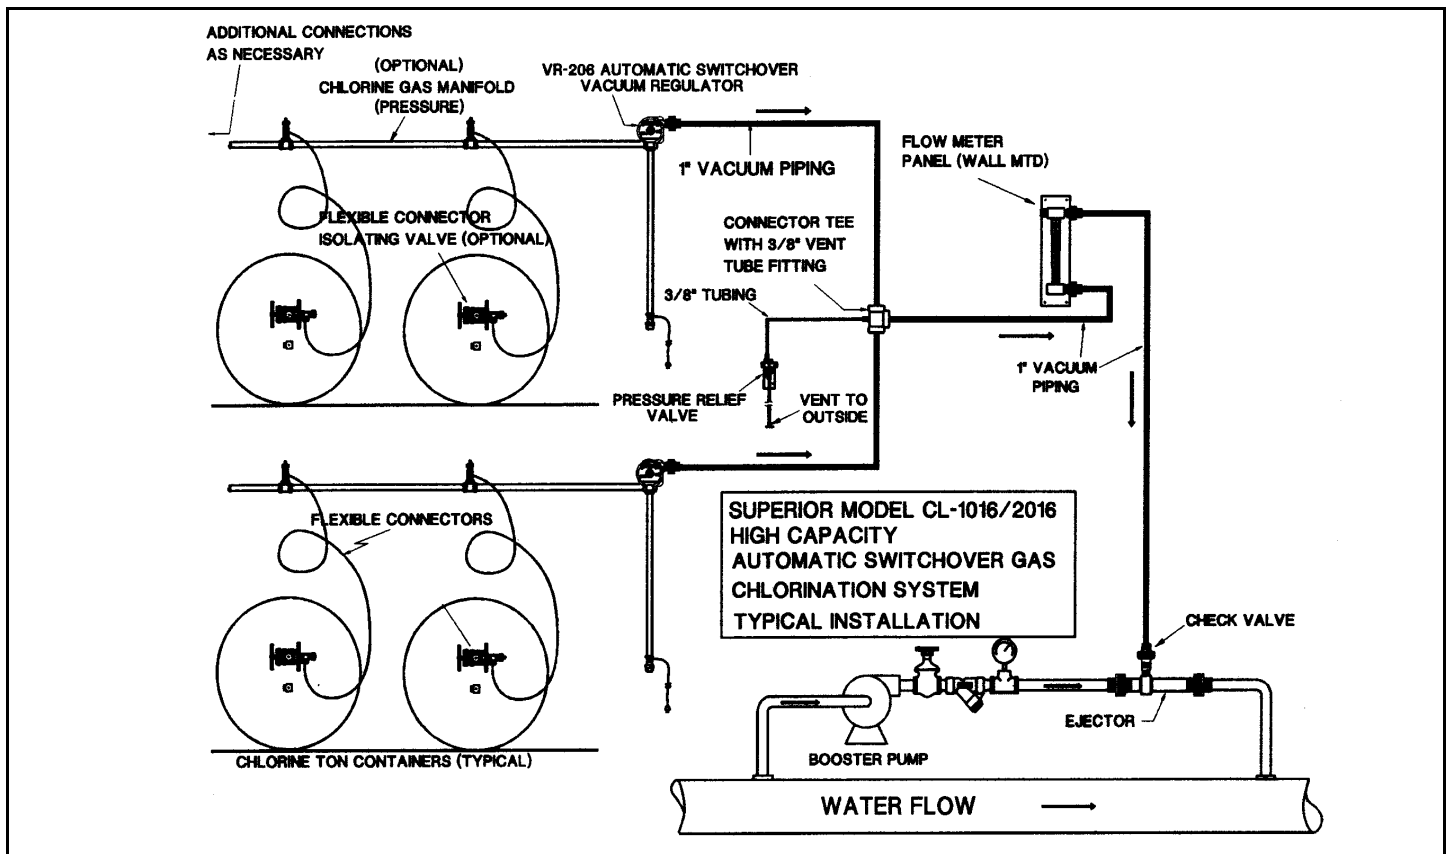 ADDITIONAL CONNECTIONS
AS NECESSARY
(OPTIONAL)
CHLORINE GAS MANIFOLD
(PRESSURE)
VR-206 AUTOMATIC SWITCHOVER
VACUUM REGULATOR
1" VACUUM PIPING
FLOW METER
PANEL (WALL MTD)
FLEXIBLE CONNECTOR
ISOLATING VALVE (OPTIONAL)
CONNECTOR TEE
WITH 3/8" VENT
TUBE FITTING
3/8" TUBING
1" VACUUM
PIPING
PRESSURE RELIEF
VALVE
VENT TO
OUTSIDE
FLEXIBLE CONNECTORS
SUPERIOR MODEL CL-1016/2016
HIGH CAPACITY
AUTOMATIC SWITCHOVER GAS
CHLORINATION SYSTEM
TYPICAL INSTALLATION
CHECK VALVE
EJECTOR
BOOSTER PUMP
CHLORINE TON CONTAINERS (TYPICAL)
WATER FLOW